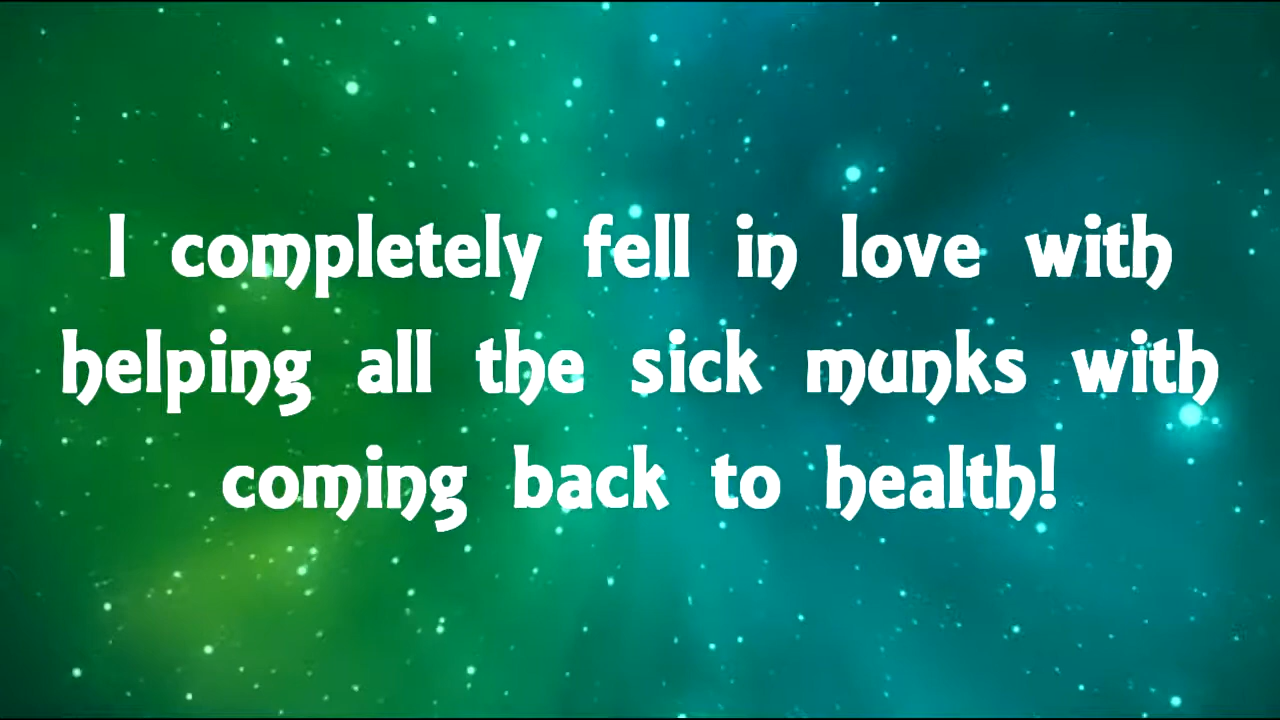 I completely fell in love with
helping all the sick munks with
coming back to health!